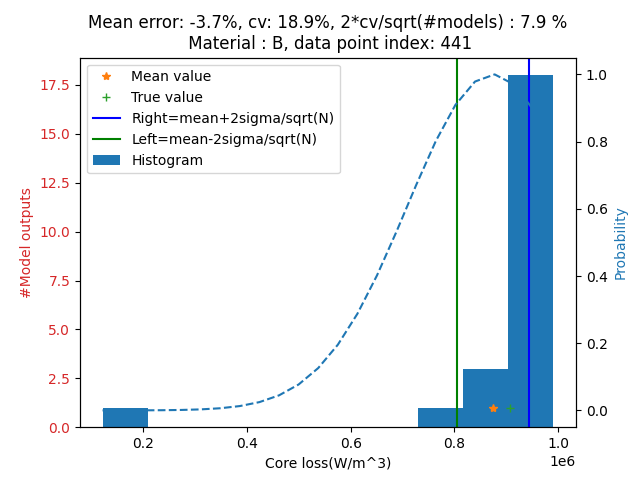 Mean error: -3.7%, cv: 18.9%, 2*cv/sqrt(#models) : 7.9 %
Material : B, data point index: 441
Mean value
True value
Right=mean+2sigma/sqrt(N)
Left=mean-2sigma/sqrt(N)
Histogram
17.5
15.0
12.5
10.0
7.5
5.0
2.5
0.0
#Model outputs
1.0
0.8
0.6
0.4
0.2
0.0
Probability
0.2
0.4
0.6
0.8
1.0
1e6
Core loss(W/m^3)